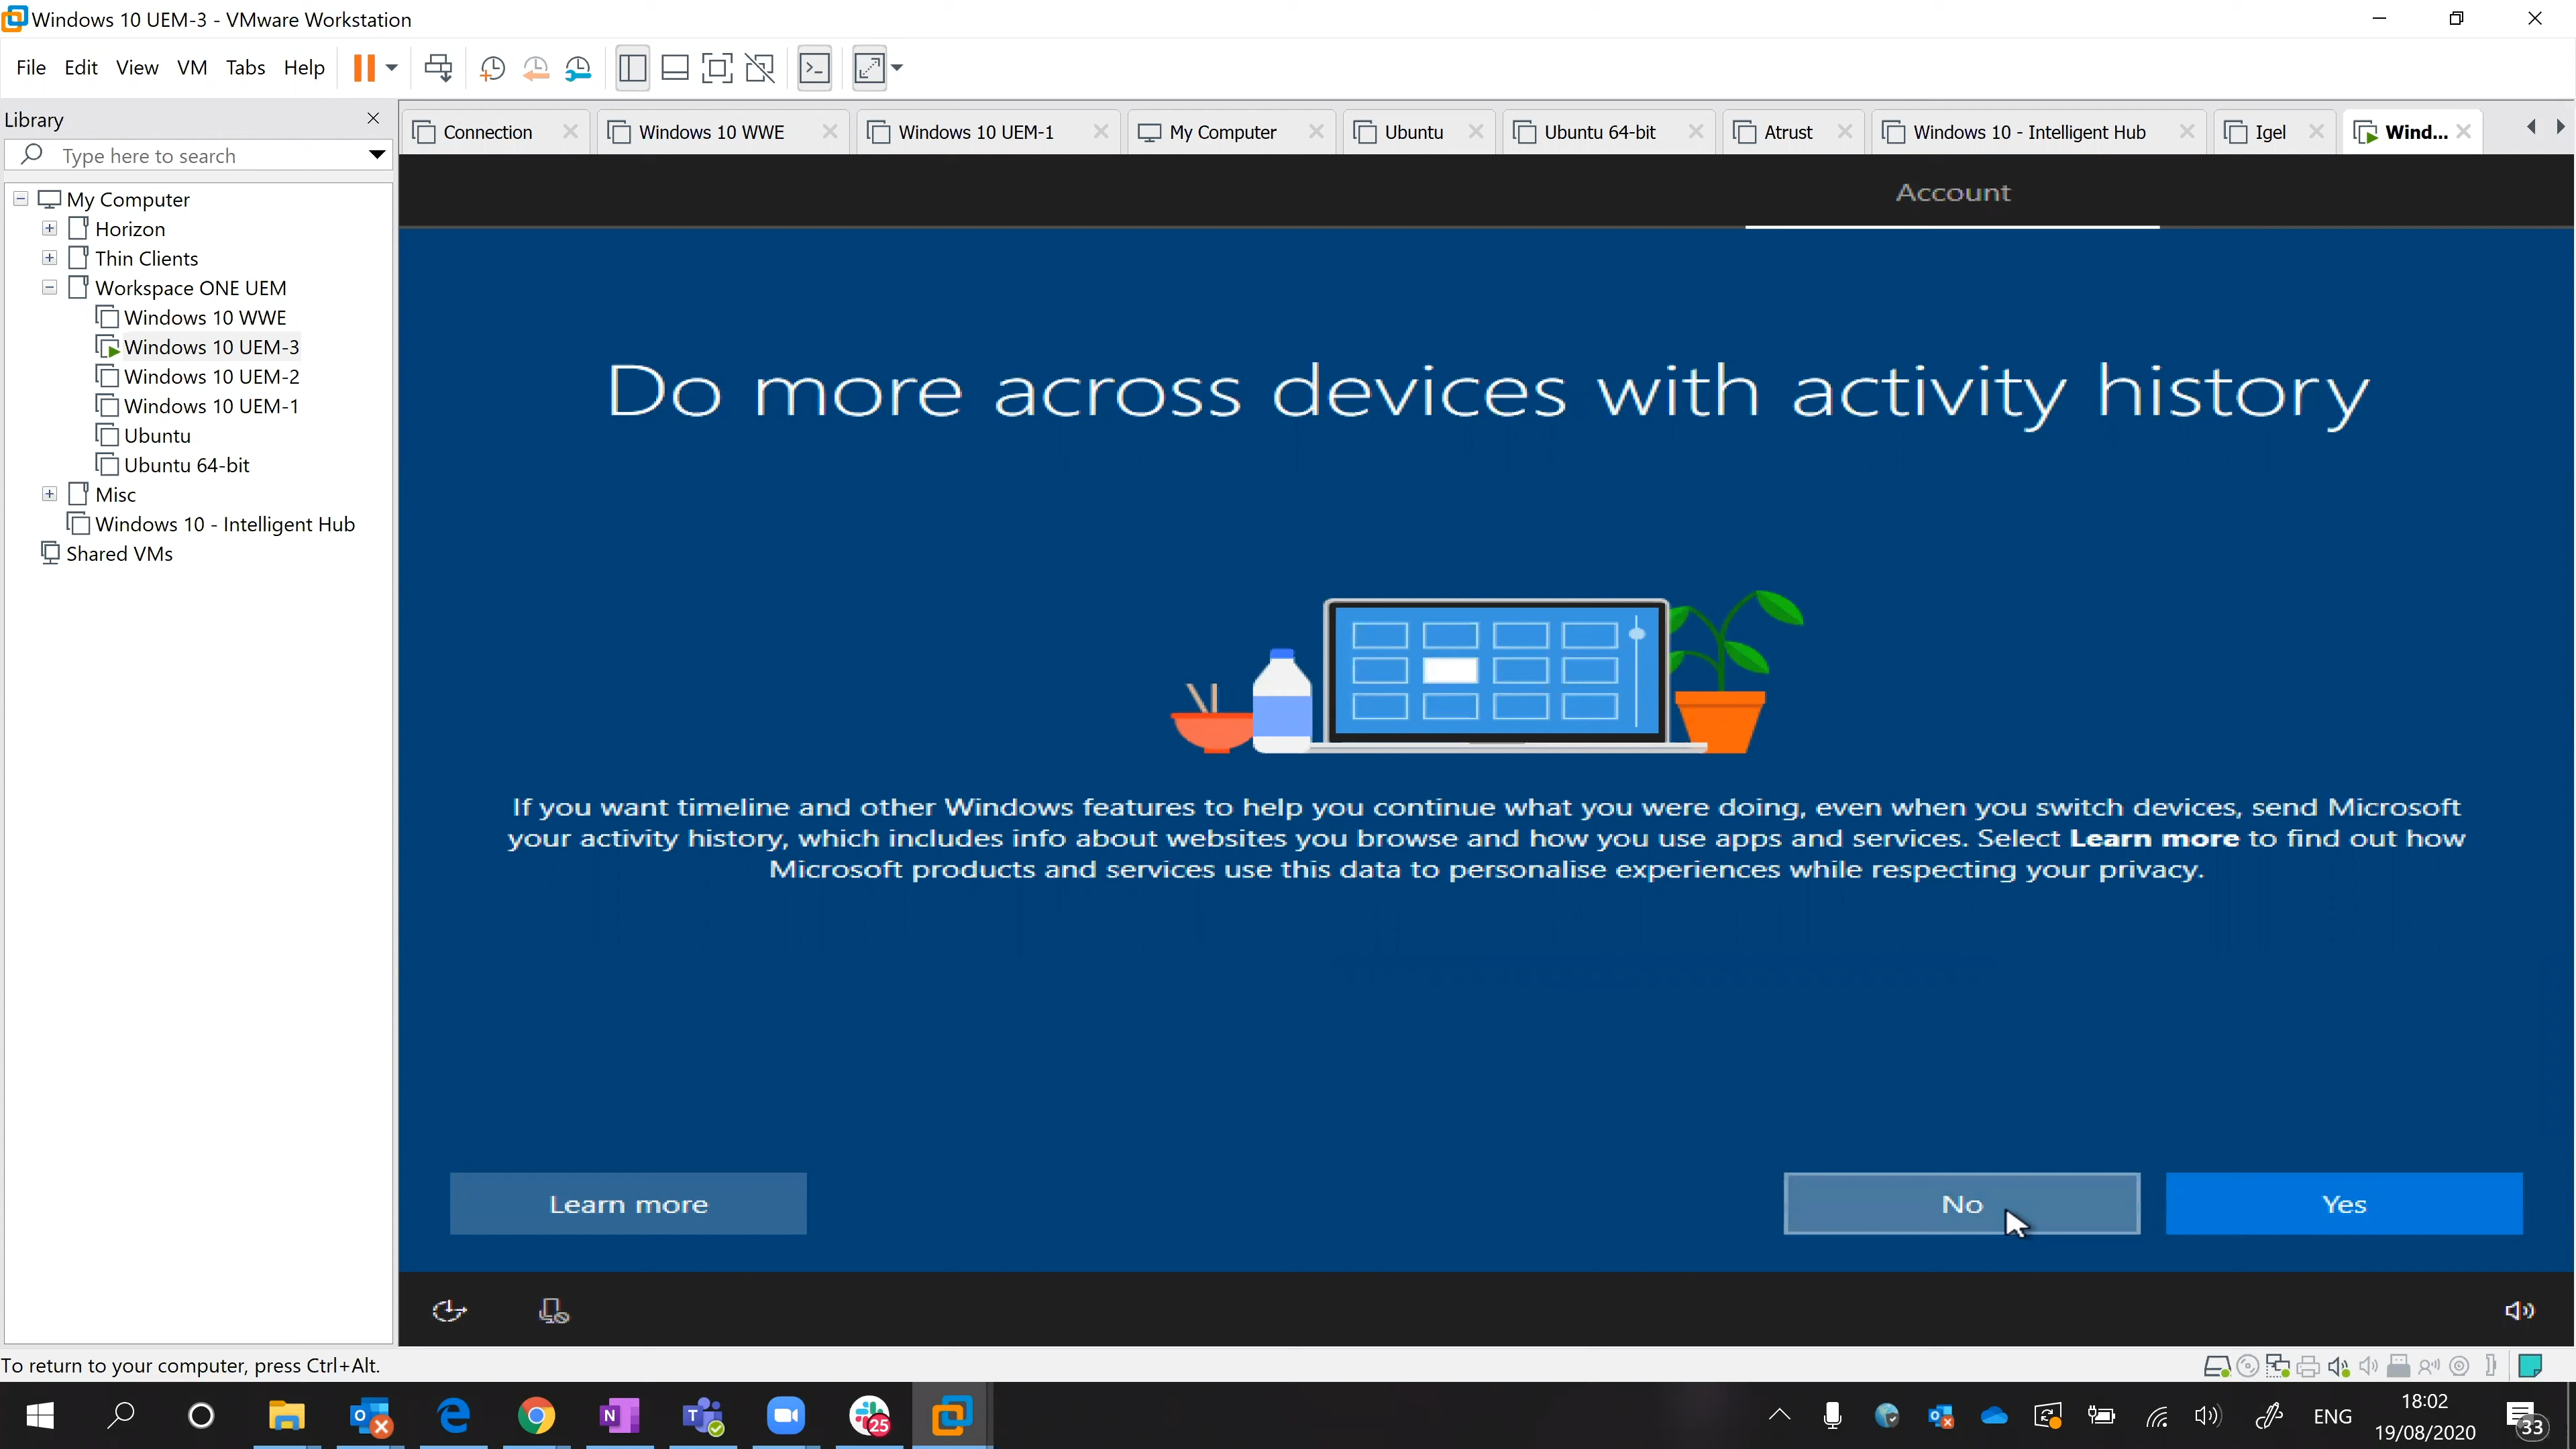 Windows 10 UEM-3 - VMware Workstation
File Edit View VM Tabs Help
Library
Type here to search
My Computer
Horizon
Thin Clients
Workspace ONE UEM
Windows 10 WWE
Windows 10 UEM-3
Windows 10 UEM-2
Windows 10 UEM-1
Ubuntu
Ubuntu 64-bit
Misc
Windows 10 - Intelligent Hub
Shared VMs
Connection Windows 10 WWE Windows 10 UEM-1 My Computer Ubuntu Ubuntu 64-bit Atrust Windows 10 - Intelligent Hub Igel Wind...
Account
Do more across devices with activity history
If you want timeline and other Windows features to help you continue what you were doing, even when you switch devices, send Microsoft
your activity history, which includes info about websites you browse and how you use apps and services. Select Learn more to find out how
Microsoft products and services use this data to personalise experiences while respecting your privacy.
Learn more No Yes
To return to your computer, press Ctrl+Alt.
25
ENG
18:02
19/08/2020
33